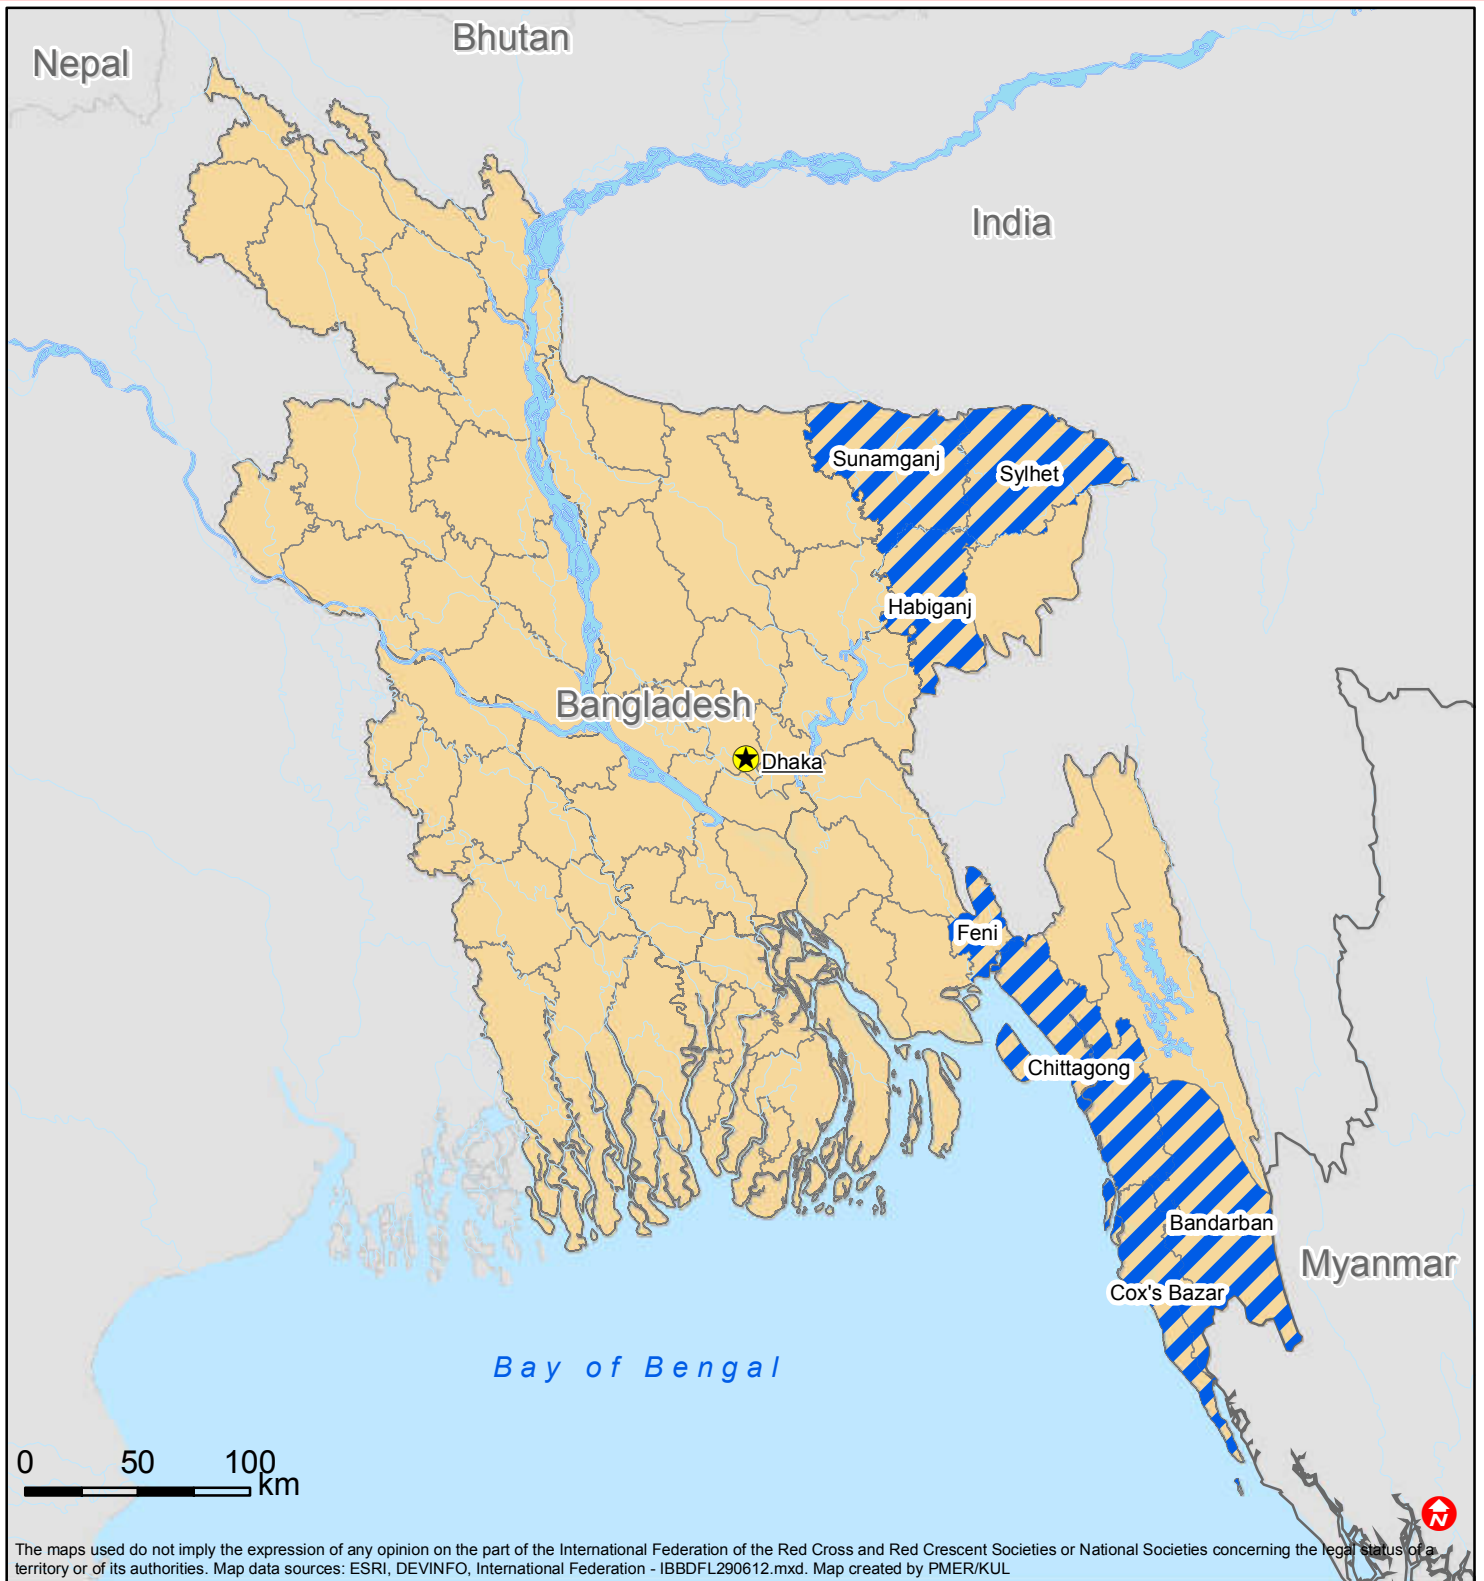 Bhutan
Nepal
India
Sunamganj
Sylhet
Habiganj
Bangladesh
Dhaka
Feni
Chittagong
Bandarban
Myanmar
Cox's Bazar
Bay of Bengal
0 50 100
km
N
The maps used do not imply the expression of any opinion on the part of the International Federation of the Red Cross and Red Crescent Societies or National Societies concerning the legal status of a
territory or of its authorities. Map data sources: ESRI, DEVINFO, International Federation - IBBDFL290612.mxd. Map created by PMER/KUL